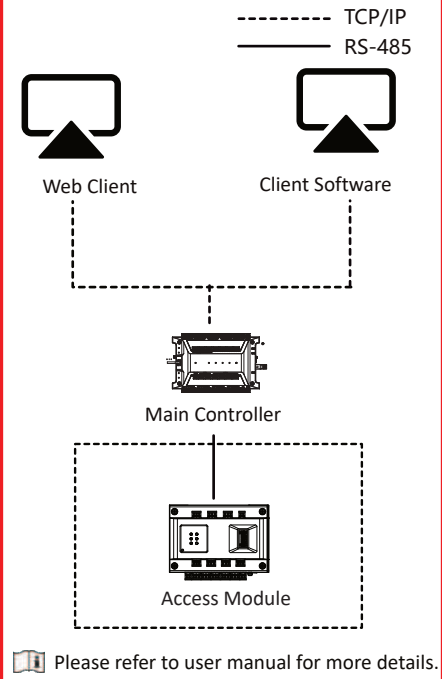 TCP/IP
RS-485
Web Client
Client Software
Main Controller
Access Module
Please refer to user manual for more details.